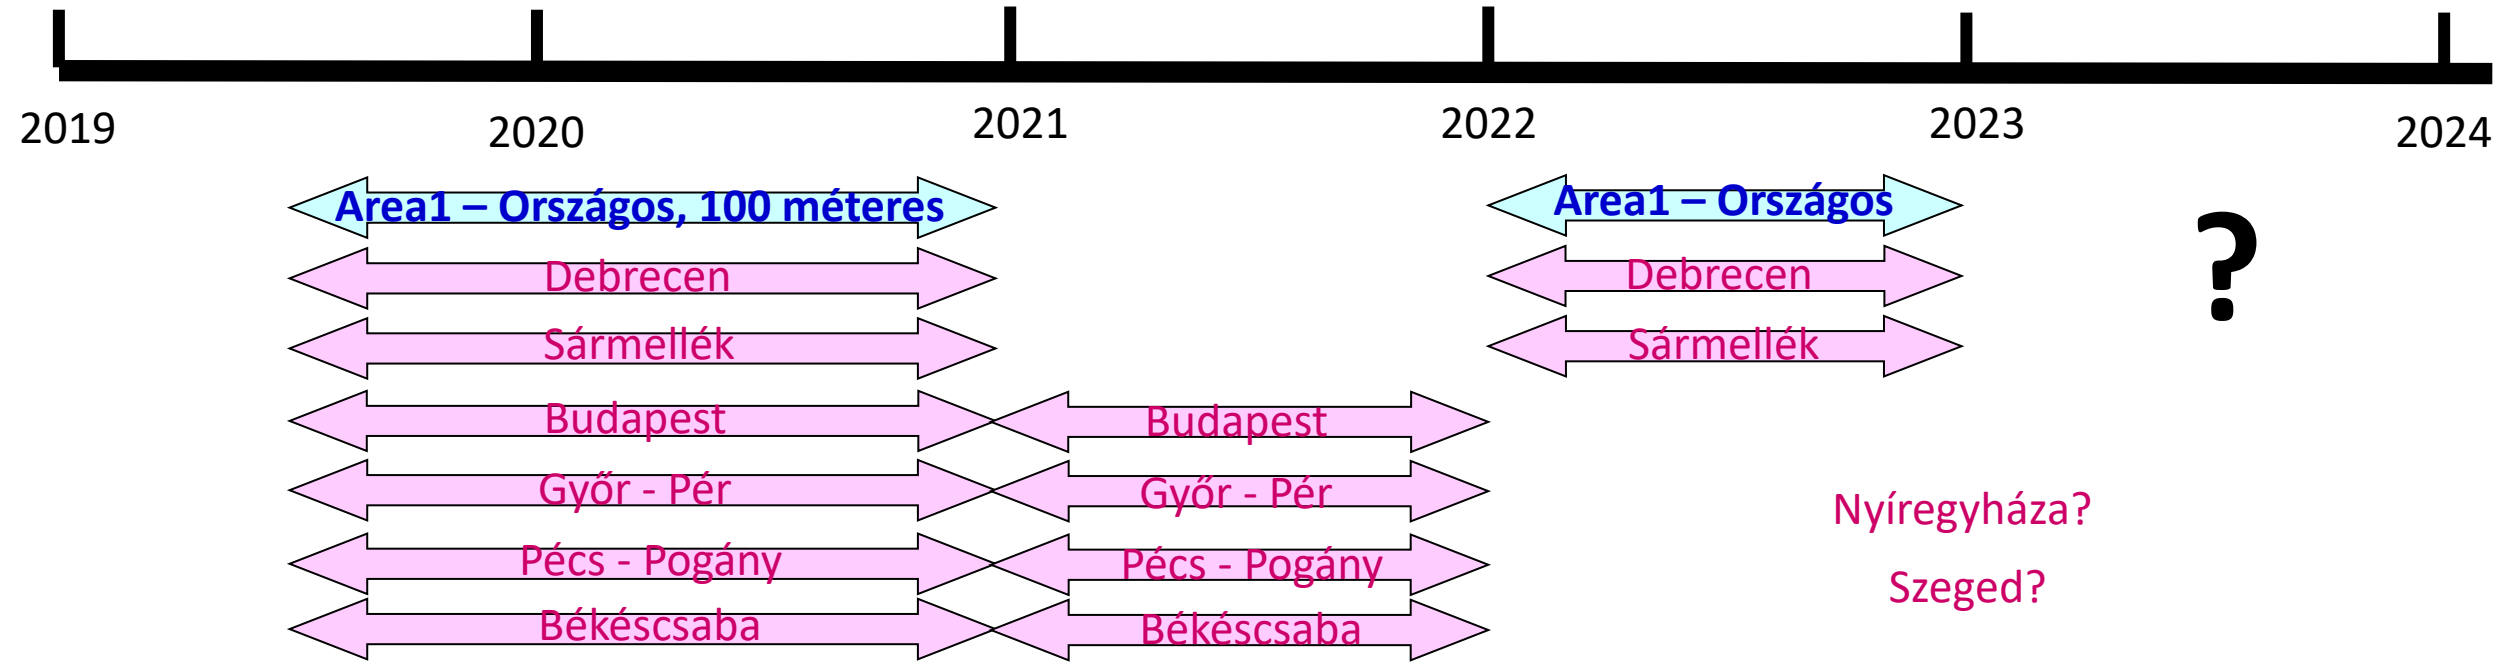 2019
2020
2021
2022
2023
2024
Area1 – Országos, 100 méteres
Area1 – Országos
?
Debrecen
Debrecen
Sármellék
Sármellék
Budapest
Budapest
Győr - Pér
Győr - Pér
Nyíregyháza?
Pécs - Pogány
Pécs - Pogány
Szeged?
Békéscsaba
Békéscsaba